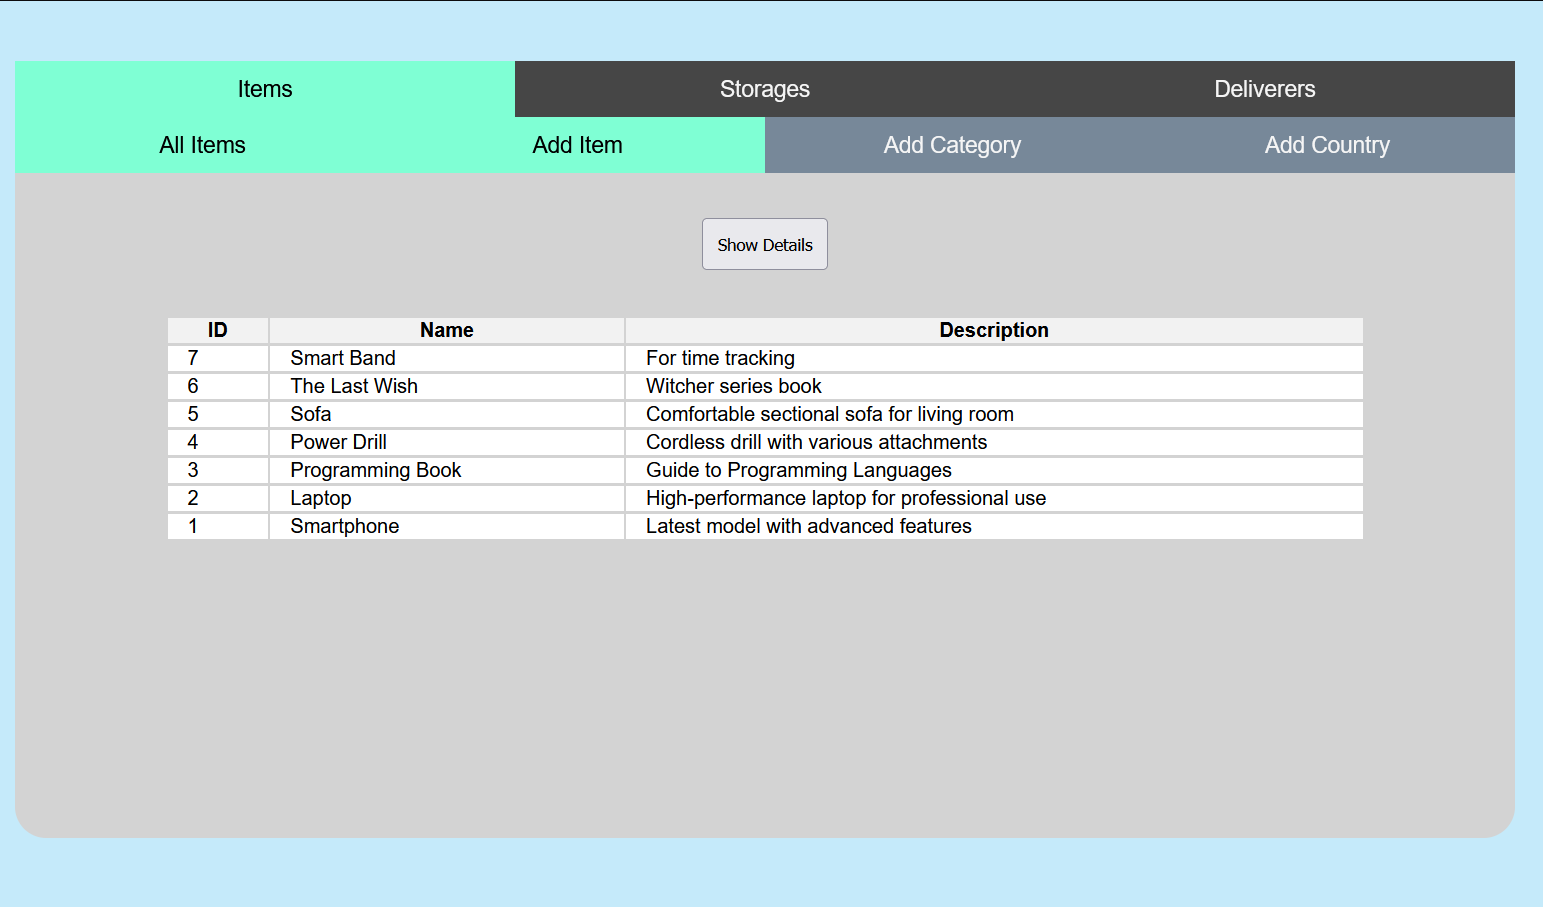 Items Storages Deliverers
All Items Add Item Add Category Add Country
Show Details
ID Name Description
7 Smart Band For time tracking
6 The Last Wish Witcher series book
5 Sofa Comfortable sectional sofa for living room
4 Power Drill Cordless drill with various attachments
3 Programming Book Guide to Programming Languages
2 Laptop High-performance laptop for professional use
1 Smartphone Latest model with advanced features